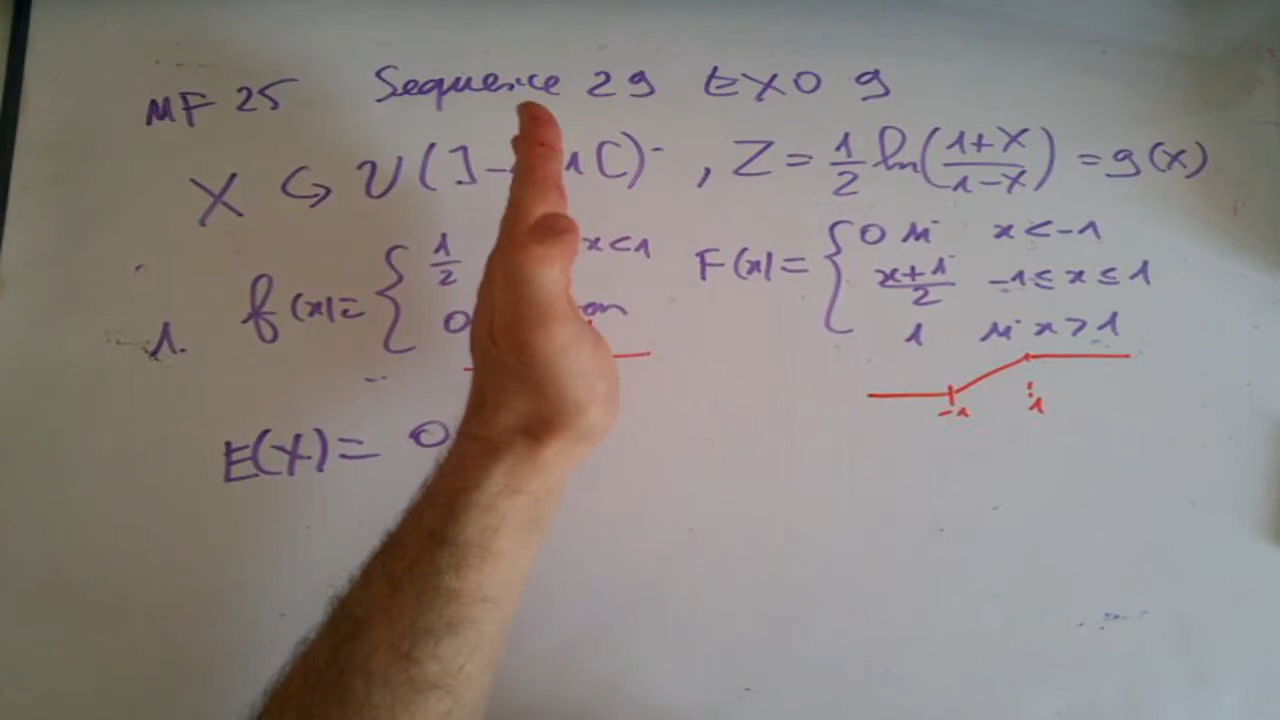 MF 25 Sequence 29 EXO 9
X ↪ U(]- 1[) , Z = 1/2 ln(1+X/1-X) = g(X)
1. f(x) = { 1/2 x<1
0
F(x) = { 0 si x < -1
x+1/2 -1 ≤ x ≤ 1
1 si x > 1
-1 1
E(X) = 0